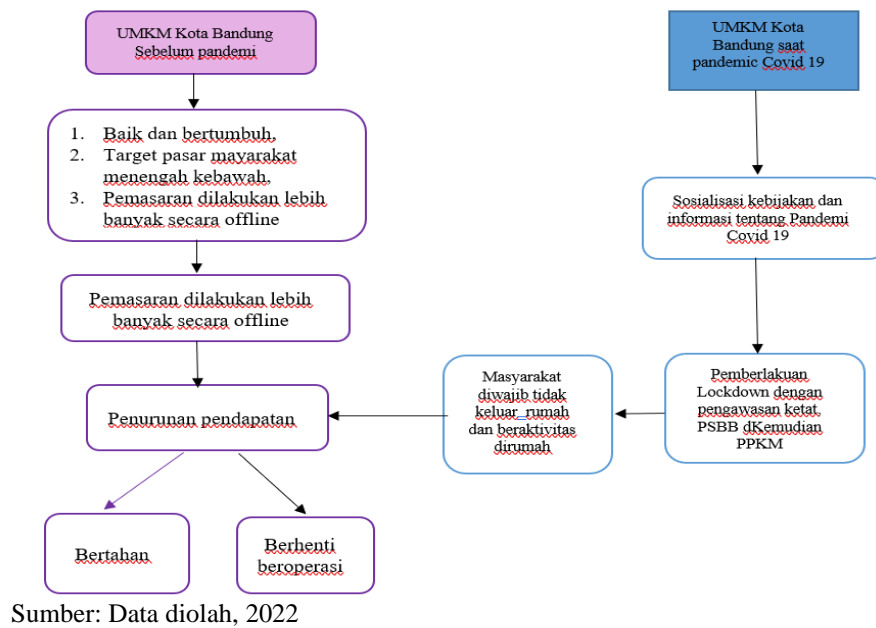 UMKM Kota Bandung
Sebelum pandemi
1. Baik dan bertumbuh,
2. Target pasar mayarakat
menengah kebawah,
3. Pemasaran dilakukan lebih
banyak secara offline
Pemasaran dilakukan lebih
banyak secara offline
Penurunan pendapatan
Bertahan
Berhenti
beroperasi
UMKM Kota
Bandung saat
pandemic Covid 19
Sosialisasi kebijakan dan
informasi tentang Pandemi
Covid 19
Pemberlakuan
Lockdown dengan
pengawasan ketat,
PSBB dKemudian
PPKM
Masyarakat
diwajib tidak
keluar rumah
dan beraktivitas
dirumah
Sumber: Data diolah, 2022